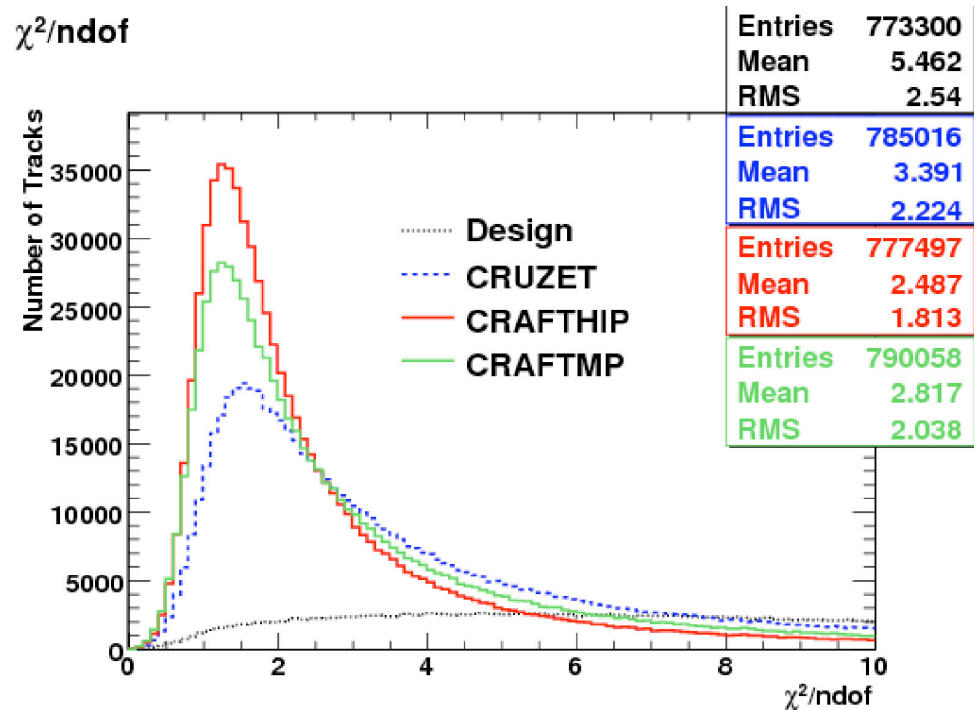 χ²/ndof
Entries 773300
Mean 5.462
RMS 2.54
Entries 785016
Mean 3.391
RMS 2.224
Entries 777497
Mean 2.487
RMS 1.813
Entries 790058
Mean 2.817
RMS 2.038
Number of Tracks
35000
30000
25000
20000
15000
10000
5000
0
Design
CRUZET
CRAFTHIP
CRAFTMP
0 2 4 6 8 10
χ²/ndof